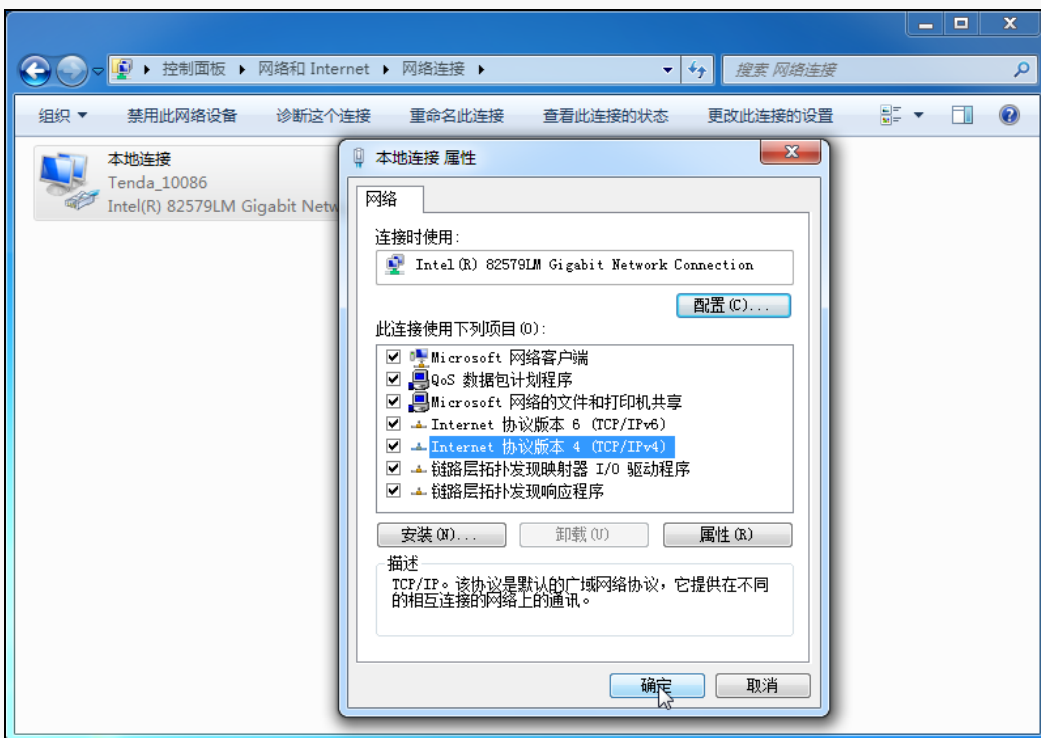 控制面板 网络和 Internet 网络连接
搜索 网络连接
组织 禁用此网络设备 诊断这个连接 重命名此连接 查看此连接的状态 更改此连接的设置
本地连接
Tenda_10086
Intel(R) 82579LM Gigabit Netw
本地连接 属性
网络
连接时使用:
Intel(R) 82579LM Gigabit Network Connection
配置(C)...
此连接使用下列项目(O):
Microsoft 网络客户端
QoS 数据包计划程序
Microsoft 网络的文件和打印机共享
Internet 协议版本 6 (TCP/IPv6)
Internet 协议版本 4 (TCP/IPv4)
链路层拓扑发现映射器 I/O 驱动程序
链路层拓扑发现响应程序
安装(N)... 卸载(U) 属性(R)
描述
TCP/IP。该协议是默认的广域网络协议，它提供在不同
的相互连接的网络上的通讯。
确定 取消